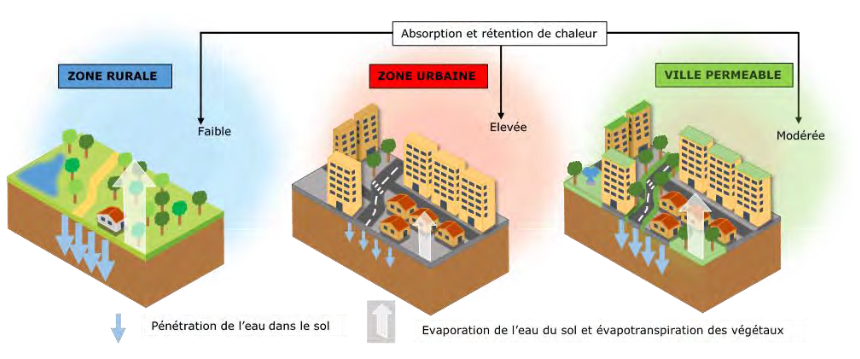 Absorption et rétention de chaleur
ZONE RURALE
ZONE URBAINE
VILLE PERMEABLE
Faible
Elevée
Modérée
Pénétration de l'eau dans le sol
Evaporation de l'eau du sol et évapotranspiration des végétaux